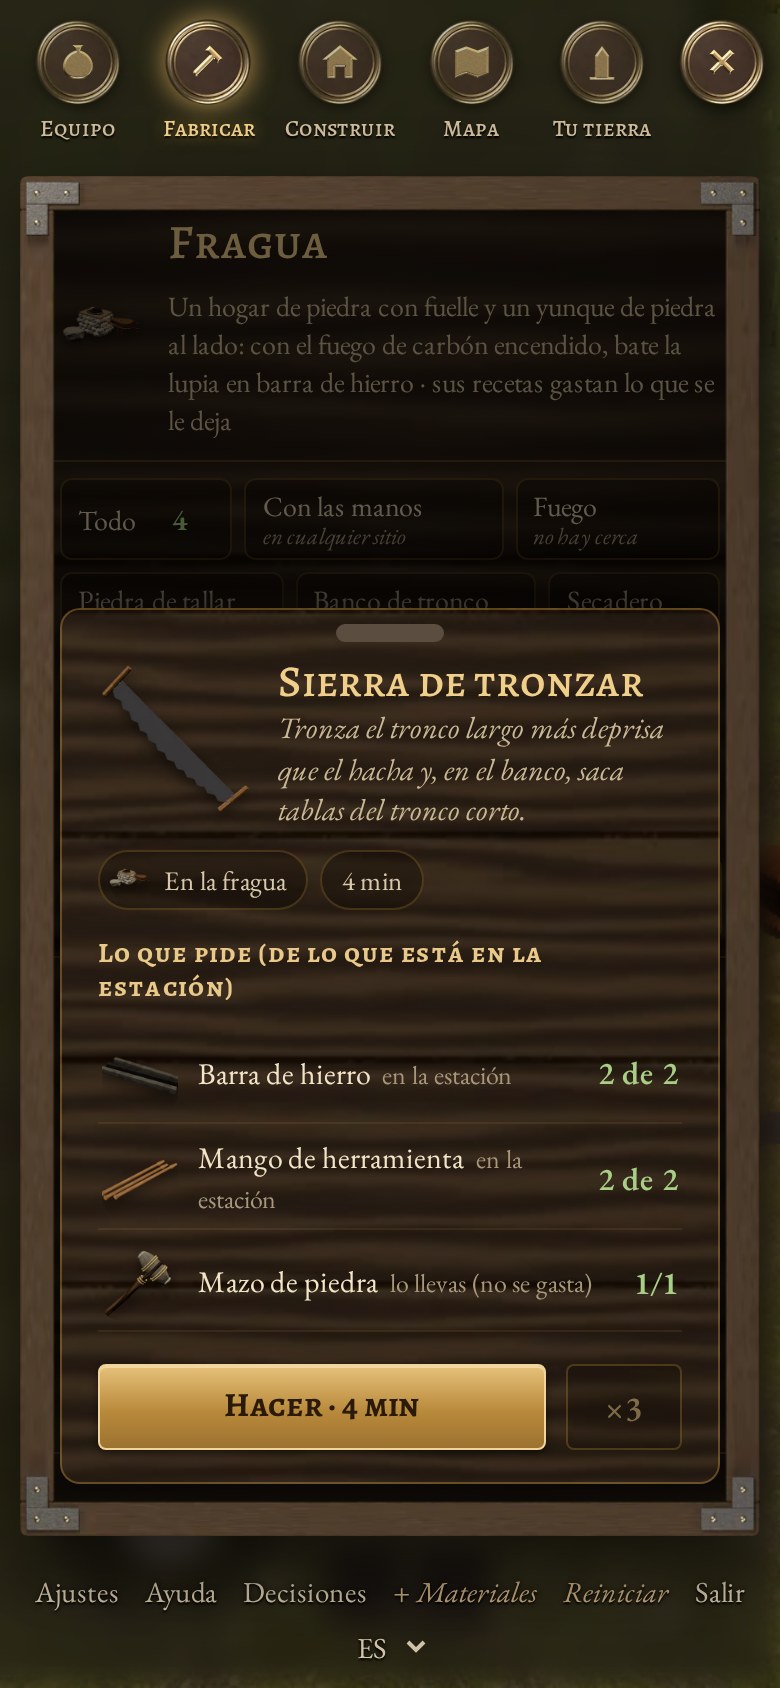 Equipo
Fabricar
Construir
Mapa
Tu tierra
Fragua
Un hogar de piedra con fuelle y un yunque de piedra
al lado: con el fuego de carbón encendido, bate la
lupia en barra de hierro · sus recetas gastan lo que se
le deja
Todo 4
Con las manos
en cualquier sitio
Fuego
no hay cerca
Piedra de tallar
Banco de tronco
Secadero
Sierra de tronzar
Tronza el tronco largo más deprisa
que el hacha y, en el banco, saca
tablas del tronco corto.
En la fragua
4 min
Lo que pide (de lo que está en la
estación)
Barra de hierro en la estación 2 de 2
Mango de herramienta en la
estación
2 de 2
Mazo de piedra lo llevas (no se gasta) 1/1
Hacer · 4 min
×3
Ajustes Ayuda Decisiones + Materiales Reiniciar Salir
ES